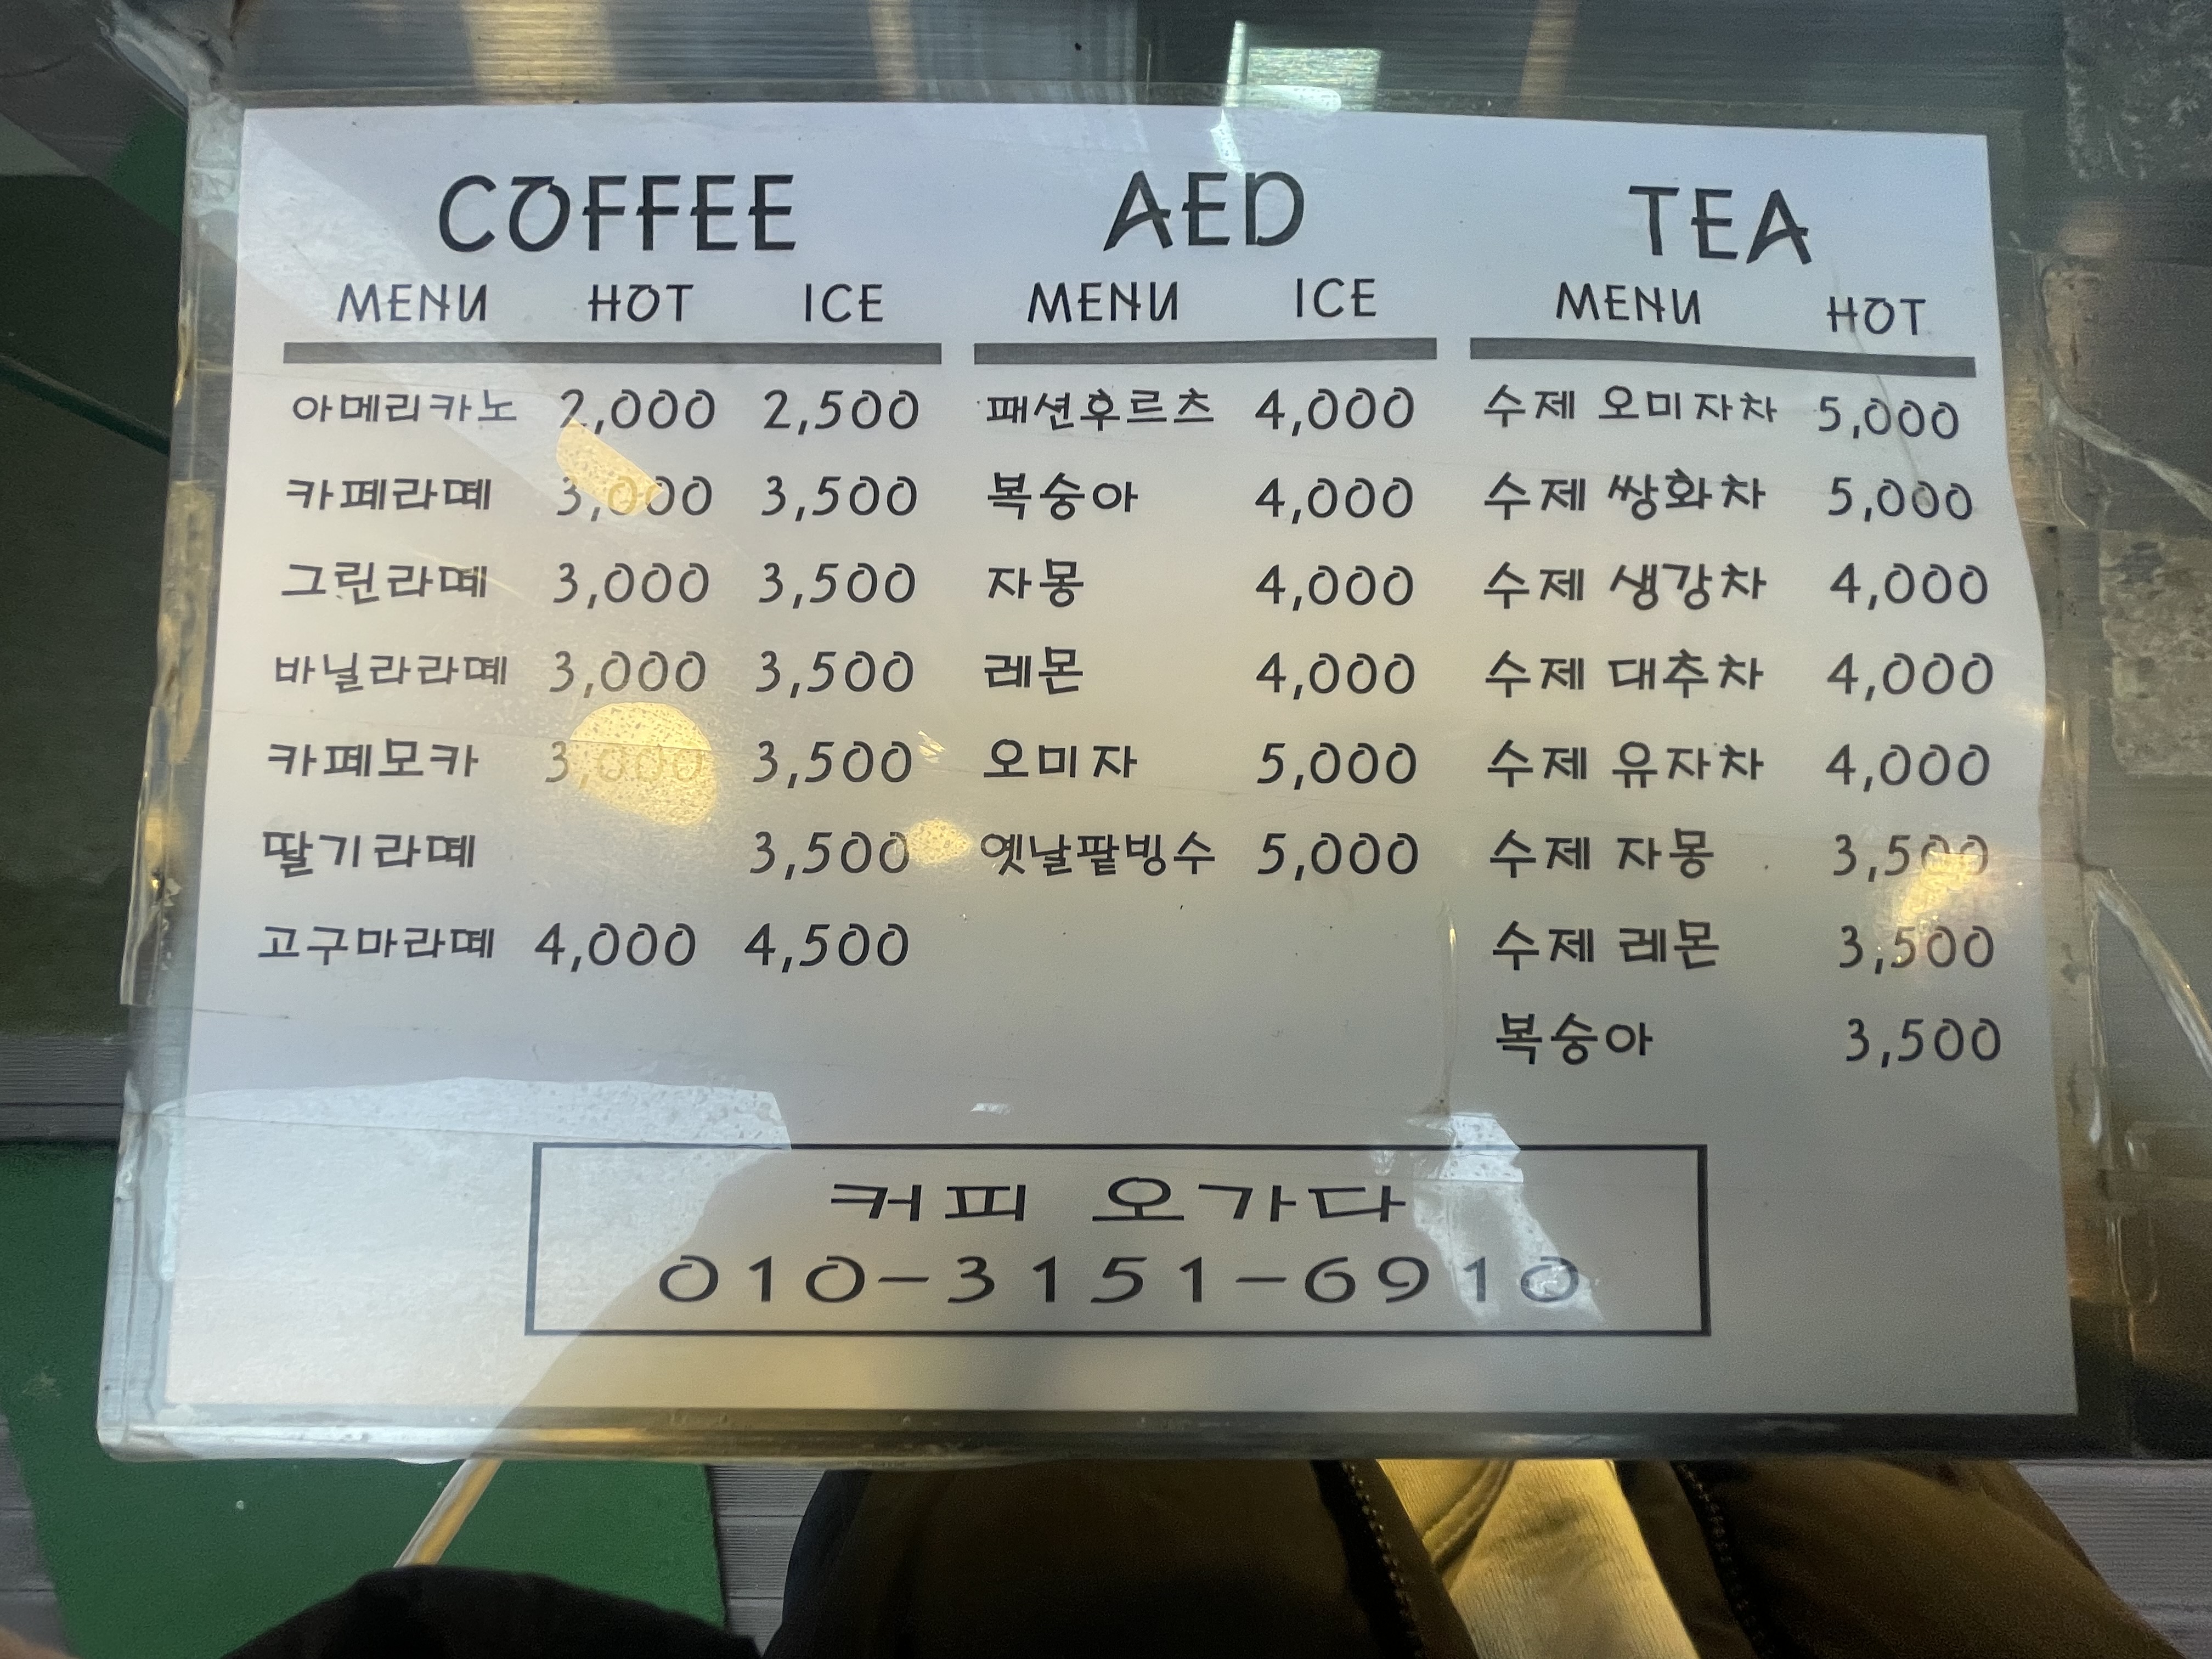 COFFEE
MENU HOT ICE
아메리카노 2,000 2,500
카페라떼 3,000 3,500
그린라떼 3,000 3,500
바닐라라떼 3,000 3,500
카페모카 3,000 3,500
딸기라떼 3,500
고구마라떼 4,000 4,500
AED
MENU ICE
패션후르츠 4,000
복숭아 4,000
자몽 4,000
레몬 4,000
오미자 5,000
옛날팥빙수 5,000
TEA
MENU HOT
수제 오미자차 5,000
수제 쌍화차 5,000
수제 생강차 4,000
수제 대추차 4,000
수제 유자차 4,000
수제 자몽 3,500
수제 레몬 3,500
복숭아 3,500
커피 오가다
010-3151-6910